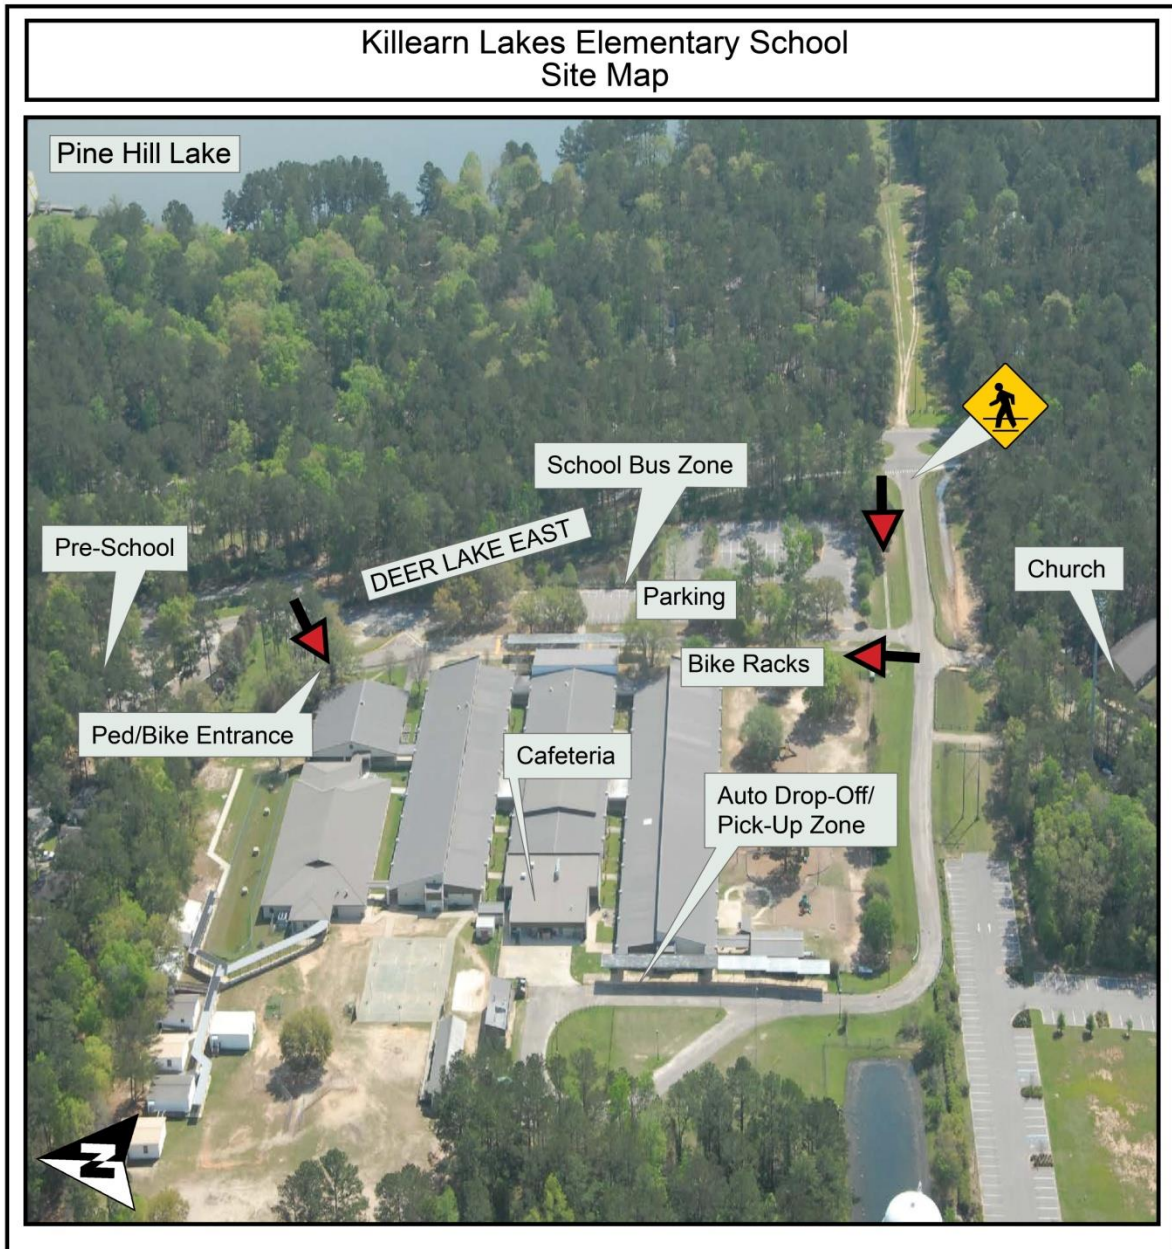 Killearn Lakes Elementary School
Site Map
Pine Hill Lake
School Bus Zone
Pre-School
DEER LAKE EAST
Church
Parking
Bike Racks
Ped/Bike Entrance
Cafeteria
Auto Drop-Off/
Pick-Up Zone
N